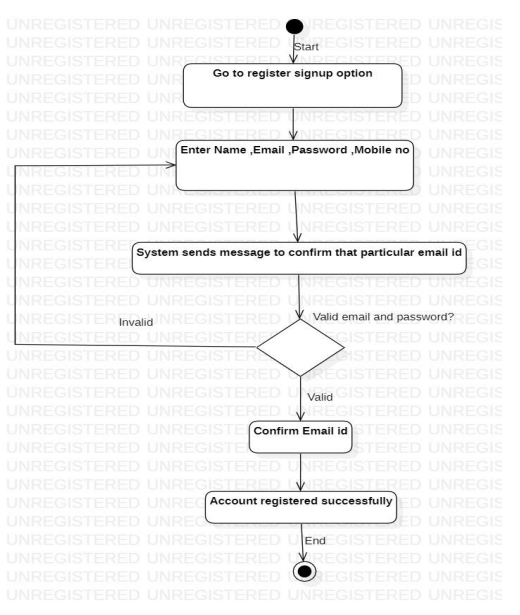 UNREGISTERED UNREGISTERED UNREGISTERED UNREGIS
Start
Go to register signup option
Enter Name ,Email ,Password ,Mobile no
System sends message to confirm that particular email id
Valid email and password?
Invalid
Valid
Confirm Email id
Account registered successfully
End